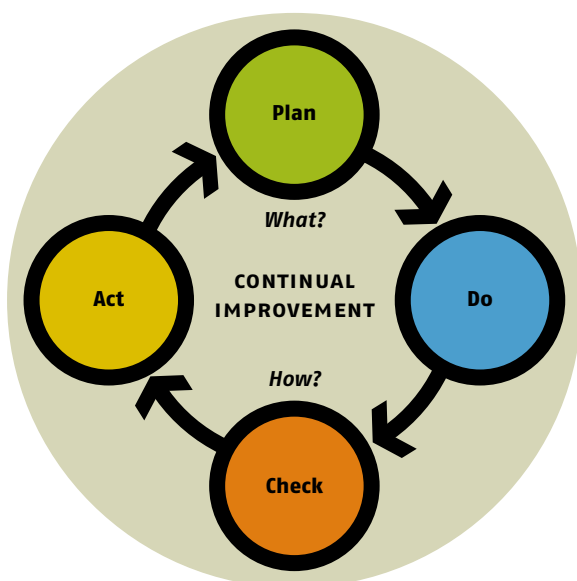 Plan
What?
Act
CONTINUAL
IMPROVEMENT
Do
How?
Check